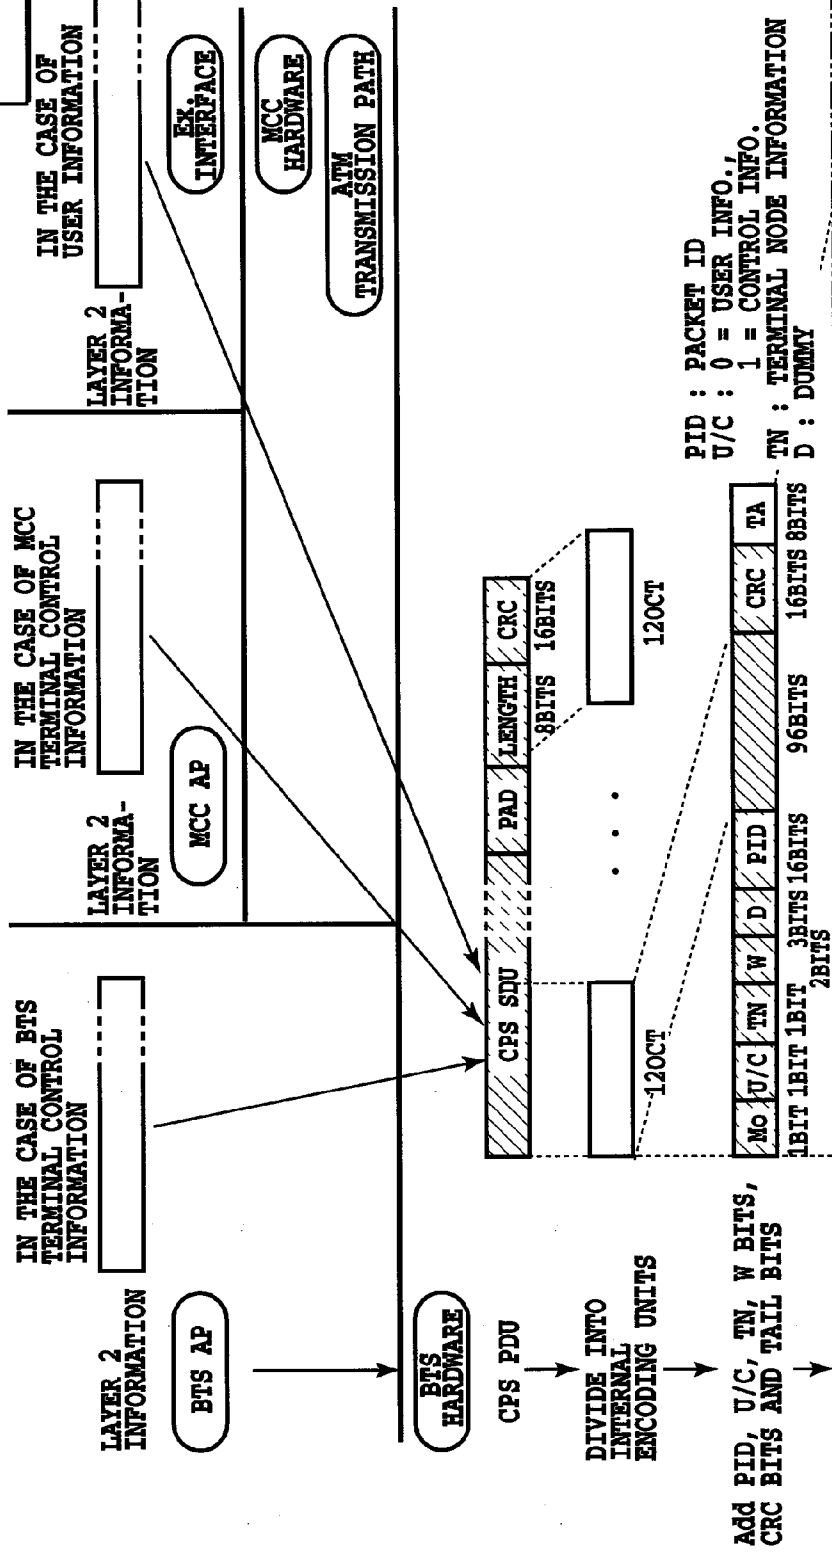 IN THE CASE OF BTS
TERMINAL CONTROL
INFORMATION
IN THE CASE OF MCC
TERMINAL CONTROL
INFORMATION
IN THE CASE OF
USER INFORMATION
LAYER 2
INFORMATION
LAYER 2
INFORMA-
TION
LAYER 2
INFORMA-
TION
BTS AP
MCC AP
Ex.
INTERFACE
MCC
HARDWARE
ATM
TRANSMISSION PATH
BTS
HARDWARE
CPS PDU
CPS SDU
PAD
LENGTH
CRC
8BITS
16BITS
DIVIDE INTO
INTERNAL
ENCODING UNITS
12OCT
12OCT
PID : PACKET ID
U/C : 0 = USER INFO.,
1 = CONTROL INFO.
TN : TERMINAL NODE INFORMATION
D : DUMMY
Add PID, U/C, TN, W BITS,
CRC BITS AND TAIL BITS
Mo
U/C
TN
W
D
PID
CRC
TA
1BIT
1BIT
1BIT
2BITS
3BITS
16BITS
96BITS
16BITS
8BITS